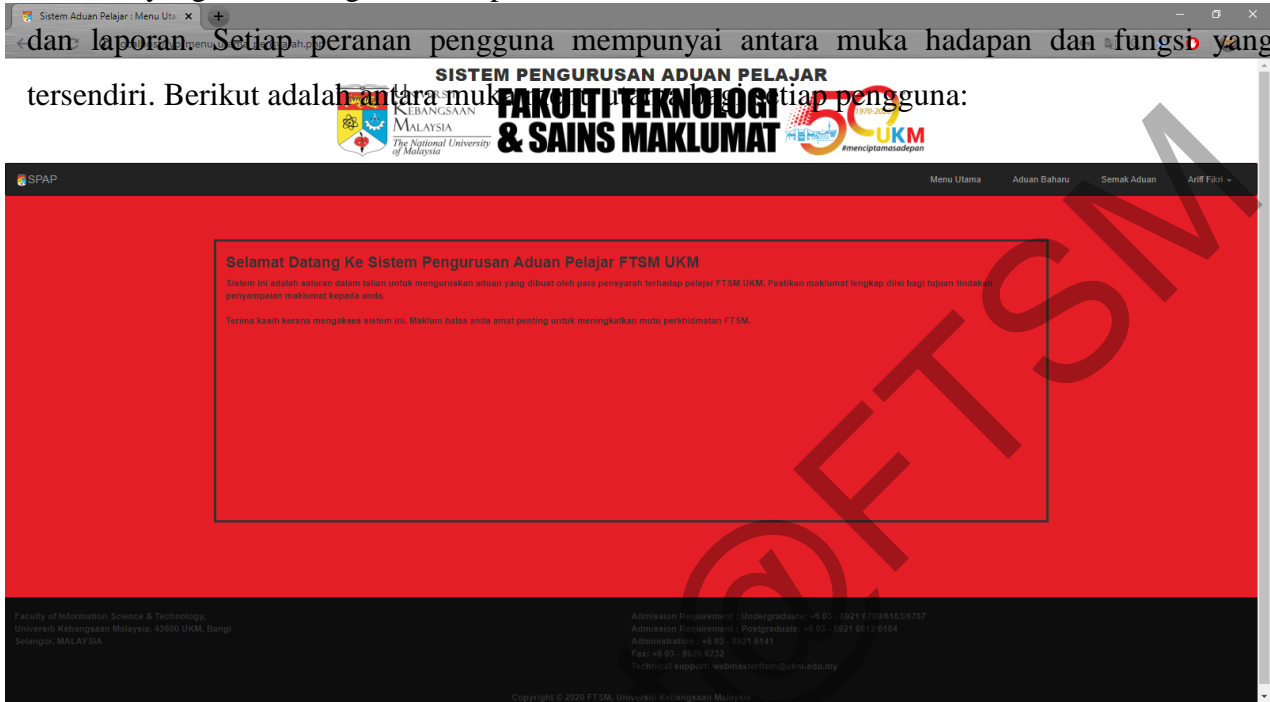 Sistem Aduan Pelajar : Menu Uta
dan laporan. Setiap peranan pengguna mempunyai antara muka hadapan dan fungsi yang
tersendiri. Berikut adalah antara muka menu utama bagi setiap pengguna:
SISTEM PENGURUSAN ADUAN PELAJAR
KEBANGSAAN
MALAYSIA
The National University
of Malaysia
FAKULTI TEKNOLOGI
& SAINS MAKLUMAT
1970-2020
UKM
#menciptamasadepan
SPAP
Menu Utama Aduan Baharu Semak Aduan Ariff Fikri
Selamat Datang Ke Sistem Pengurusan Aduan Pelajar FTSM UKM
Sistem ini adalah saluran dalam talian untuk menguruskan aduan yang dibuat oleh para pensyarah terhadap pelajar FTSM UKM. Pastikan maklumat lengkap diisi bagi tujuan tindakan
penyampaian maklumat kepada anda.
Terima kasih kerana mengakses sistem ini. Maklum balas anda amat penting untuk meningkatkan mutu perkhidmatan FTSM.
Faculty of Information Science & Technology,
Universiti Kebangsaan Malaysia, 43600 UKM, Bangi
Selangor, MALAYSIA
Admission Requirement : Undergraduate: +6 03 - 8921 6789/6183/6787
Admission Requirement : Postgraduate: +6 03 - 8921 6812/6184
Administration : +6 03 - 8921 6141
Fax: +6 03 - 8925 6732
Technical support: webmasterftsm@ukm.edu.my
Copyright © 2020 FTSM, Universiti Kebangsaan Malaysia
@FTSM